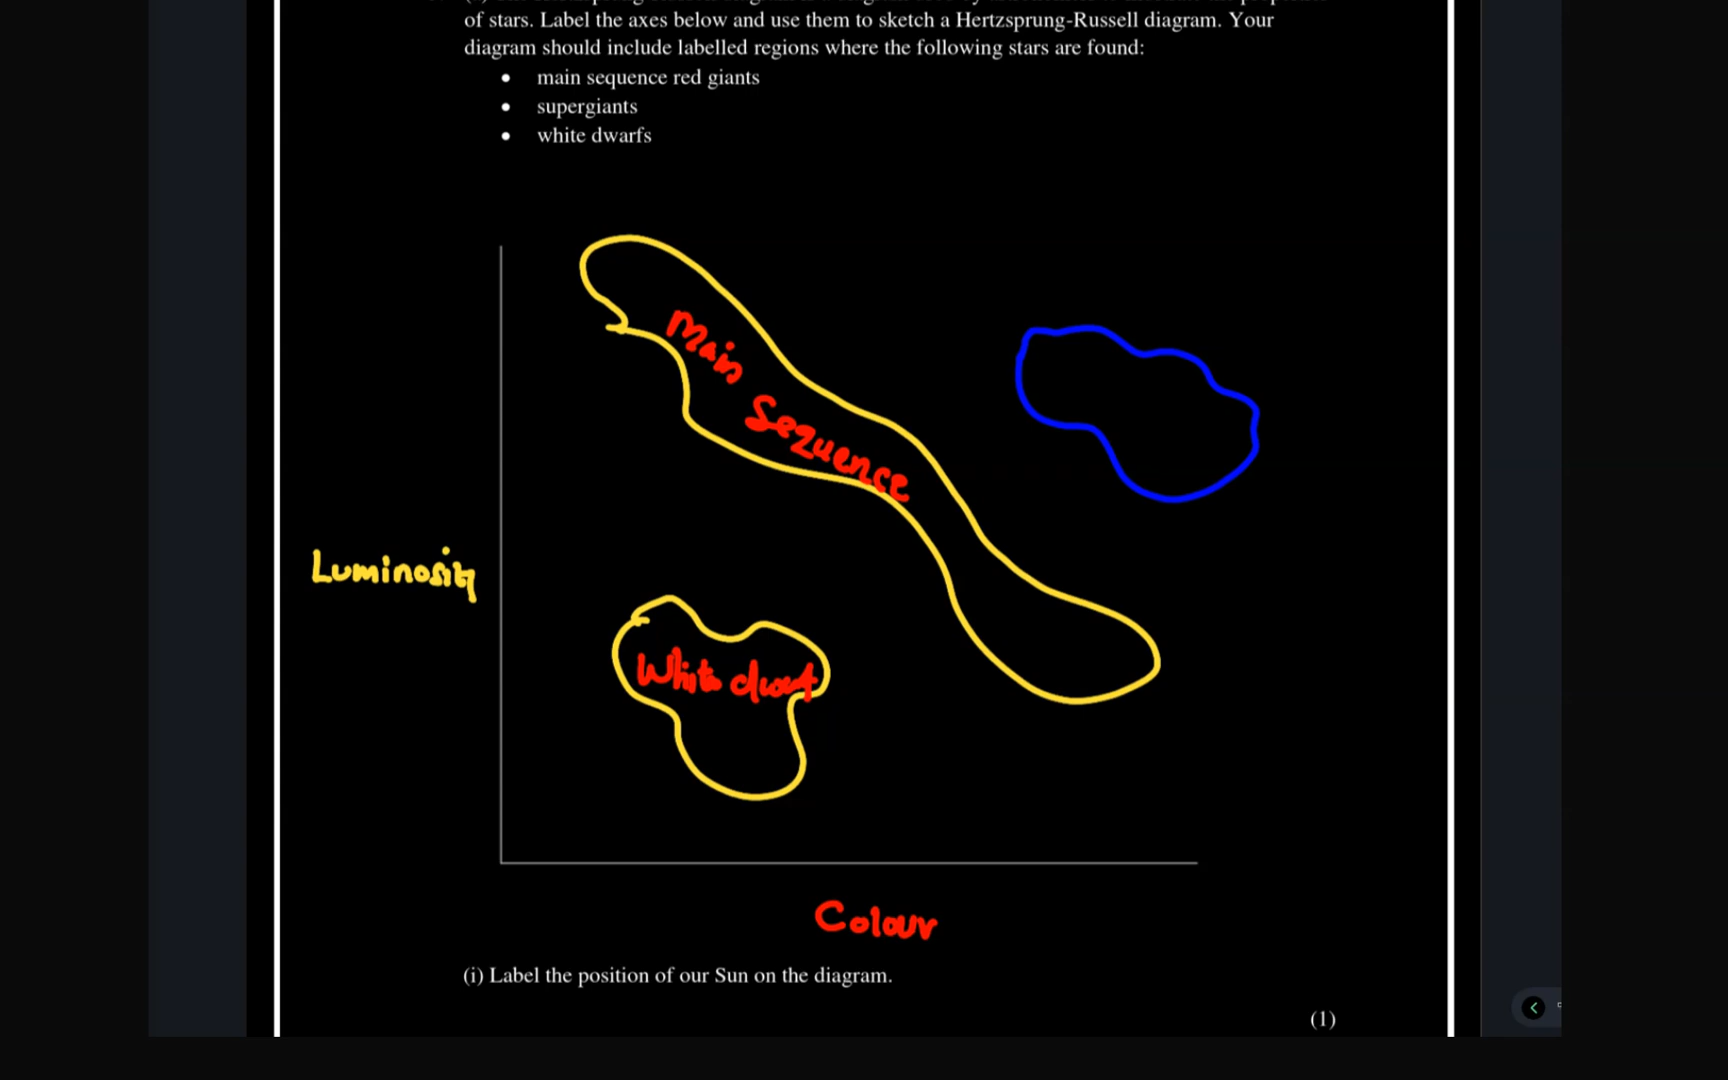 of stars. Label the axes below and use them to sketch a Hertzsprung-Russell diagram. Your
diagram should include labelled regions where the following stars are found:
• main sequence red giants
• supergiants
• white dwarfs
Main
Sequence
Luminosity
White dwarf
Colour
(i) Label the position of our Sun on the diagram.
(1)